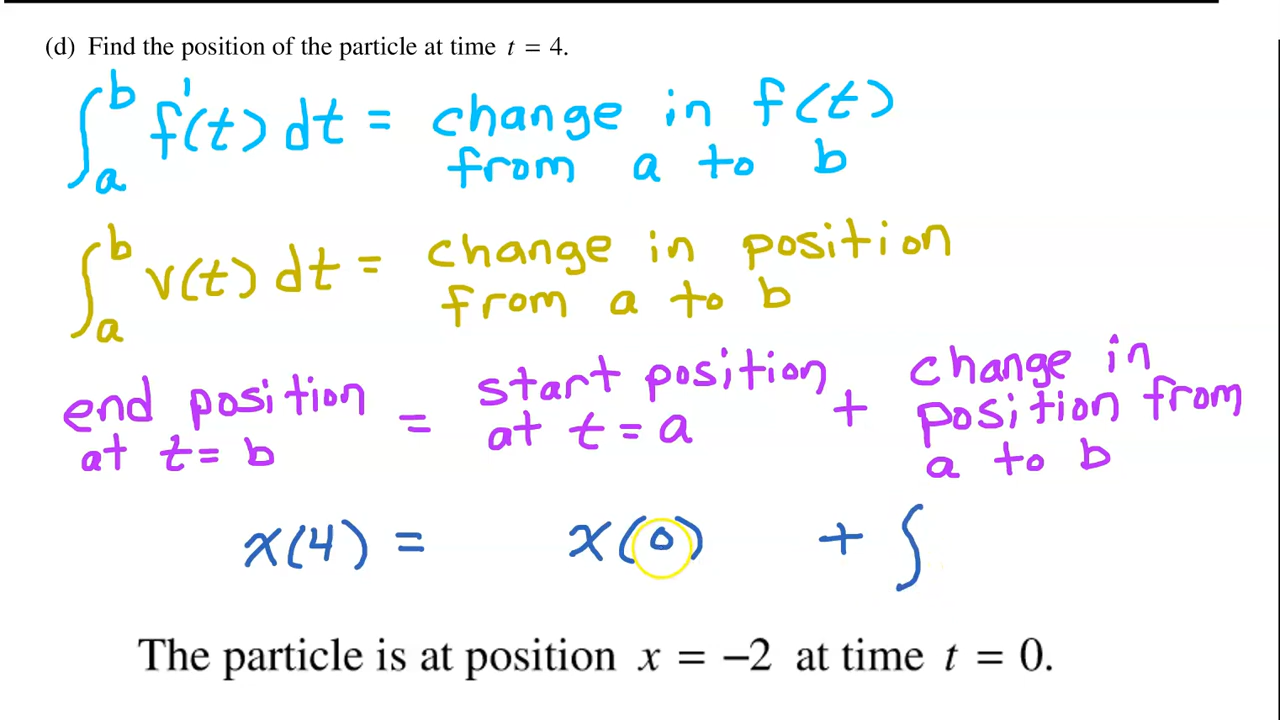 (d) Find the position of the particle at time t = 4.
∫_a^b f'(t) dt = change in f(t)
from a to b
∫_a^b v(t) dt = change in position
from a to b
end position at t = b = start position at t = a + change in position from a to b
x(4) = x(0) + ∫
The particle is at position x = −2 at time t = 0.